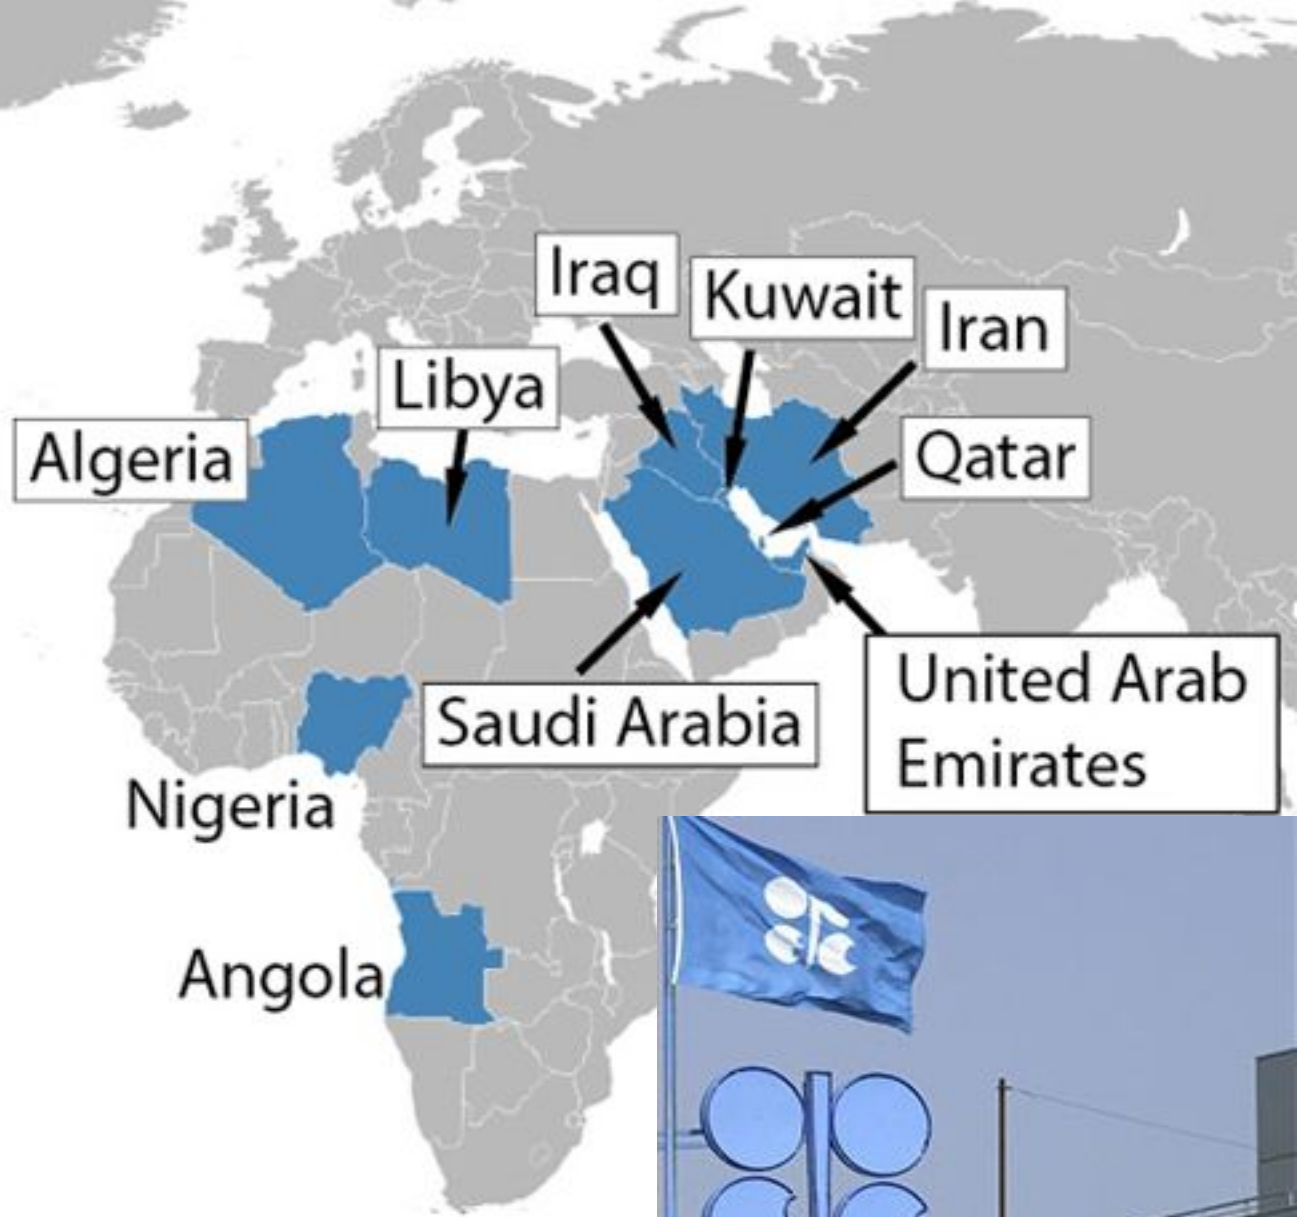 Iraq
Kuwait
Iran
Libya
Algeria
Qatar
Saudi Arabia
United Arab
Emirates
Nigeria
Angola